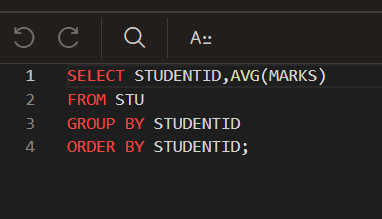 A::
1 SELECT STUDENTID,AVG(MARKS)
2 FROM STU
3 GROUP BY STUDENTID
4 ORDER BY STUDENTID;